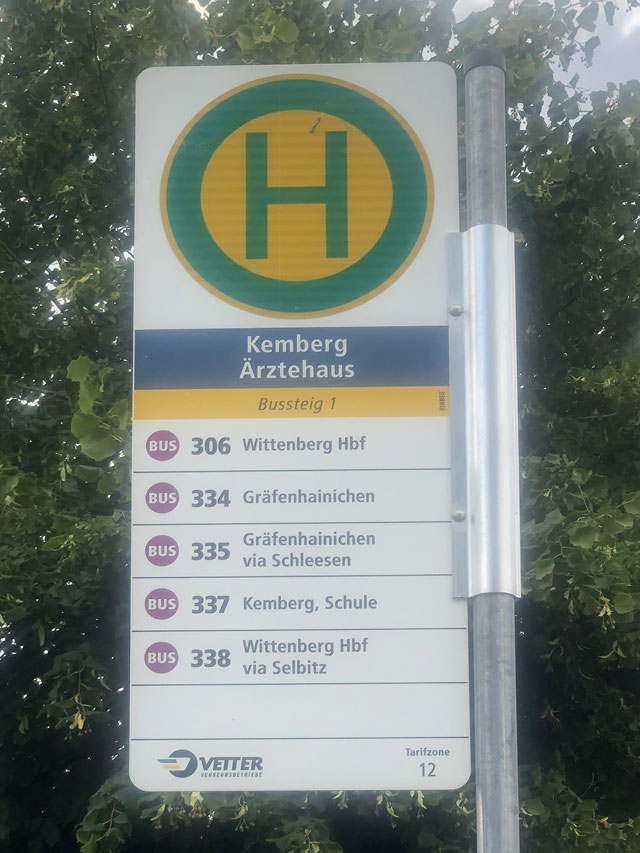 H
Kemberg
Ärztehaus
Bussteig 1
BUS 306 Wittenberg Hbf
BUS 334 Gräfenhainichen
BUS 335 Gräfenhainichen
via Schleesen
BUS 337 Kemberg, Schule
BUS 338 Wittenberg Hbf
via Selbitz
VETTER
VERKEHRSBETRIEBE
Tarifzone
12